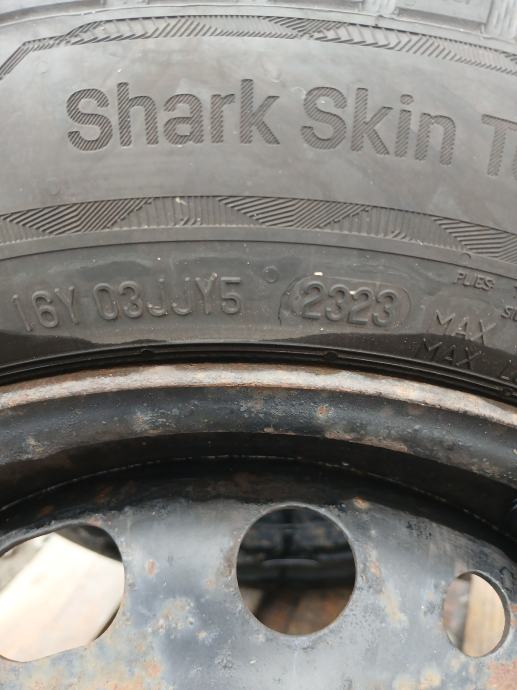 Shark Skin
16Y 03JJY5 2323
PLIES
MAX
MAX